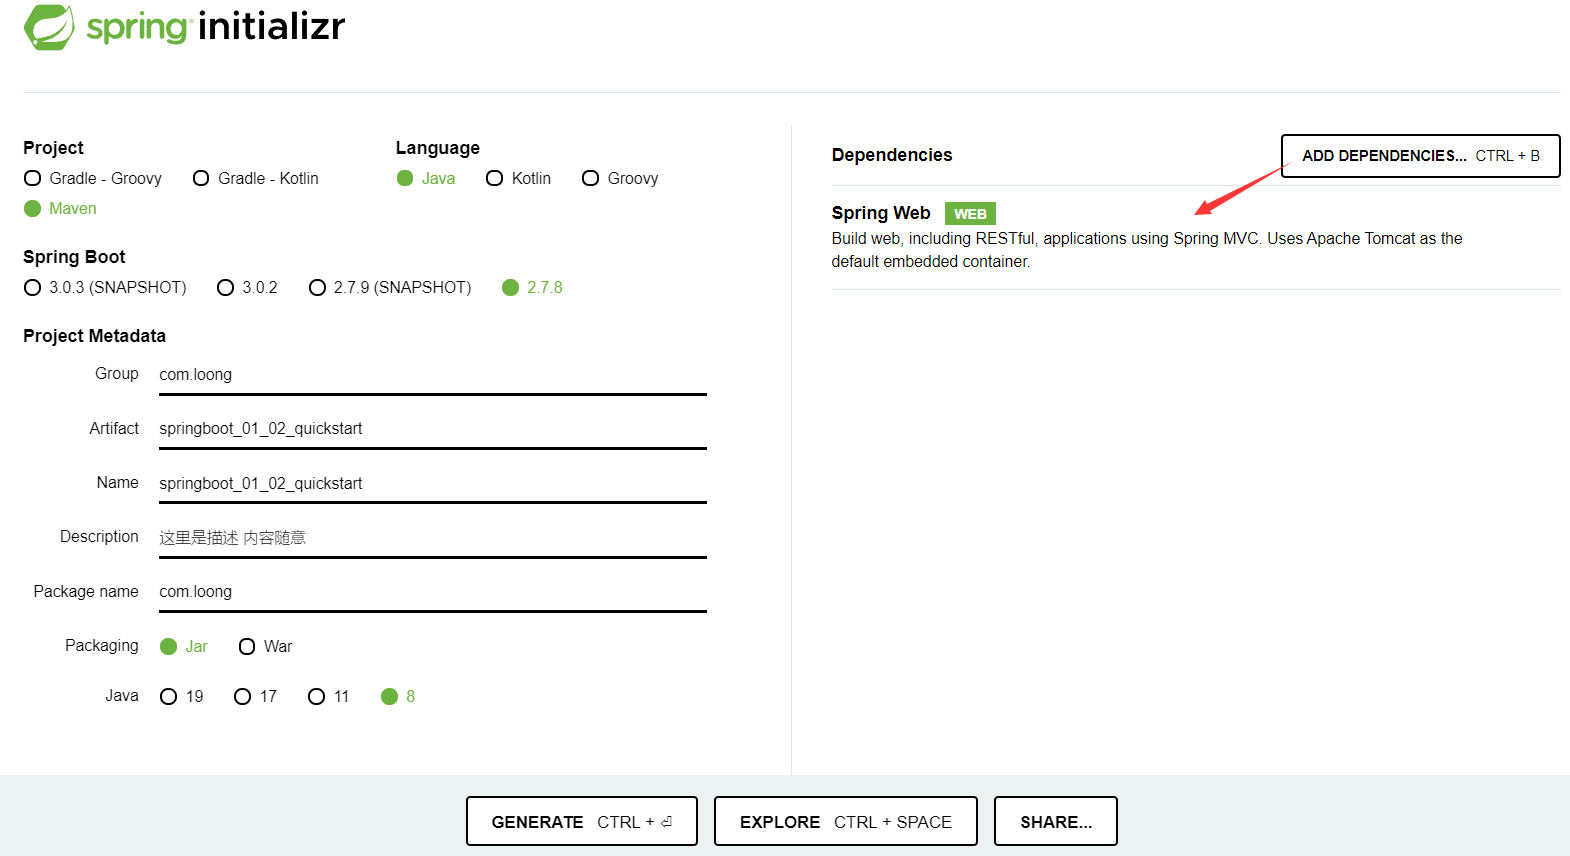 spring initializr
Project
Gradle - Groovy Gradle - Kotlin
Maven
Language
Java Kotlin Groovy
Spring Boot
3.0.3 (SNAPSHOT) 3.0.2 2.7.9 (SNAPSHOT) 2.7.8
Project Metadata
Group com.loong
Artifact springboot_01_02_quickstart
Name springboot_01_02_quickstart
Description 这里是描述 内容随意
Package name com.loong
Packaging Jar War
Java 19 17 11 8
Dependencies
ADD DEPENDENCIES... CTRL + B
Spring Web WEB
Build web, including RESTful, applications using Spring MVC. Uses Apache Tomcat as the
default embedded container.
GENERATE CTRL + ⏎
EXPLORE CTRL + SPACE
SHARE...